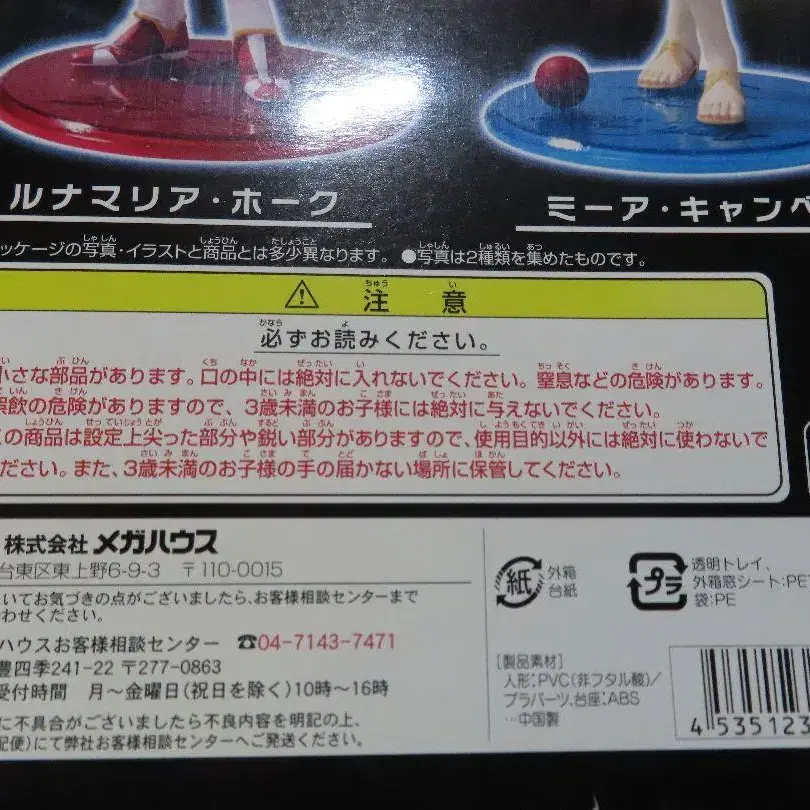 ルナマリア・ホーク
ミーア・キャンベ
ッケージの写真・イラストと商品とは多少異なります。 ●写真は2種類を集めたものです。
⚠ 注意
必ずお読みください。
さな部品があります。口の中には絶対に入れないでください。窒息などの危険があります。
飲の危険がありますので、3歳未満のお子様には絶対に与えないでください。
の商品は設定上尖った部分や鋭い部分がありますので、使用目的以外には絶対に使わないで
ださい。また、3歳未満のお子様の手の届かない場所に保管してください。
株式会社 メガハウス
台東区東上野6-9-3 〒110-0015
いてお気づきの点がございましたら、お客様相談センターまで
わせください。
ハウスお客様相談センター ☎04-7143-7471
豊四季241-22 〒277-0863
受付時間 月〜金曜日(祝日を除く)10時〜16時
に不具合がございましたら不良内容を明記の上、
配便)にて弊社お客様相談センターへご発送ください。
紙 外箱
台紙
プラ 透明トレイ、
外箱窓シート:PET
袋:PE
[製品素材]
人形:PVC(非フタル酸)/
プラパーツ、台座:ABS
…中国製
4 535123